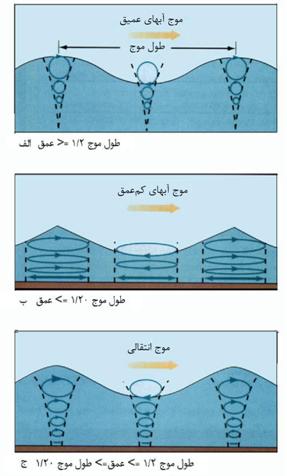 موج آبهای عمیق
طول موج
طول موج ۱/۲ =< عمق الف
موج آبهای کم‌عمق
طول موج ۱/۲۰ => عمق ب
موج انتقالی
طول موج ۱/۲ => عمق=> طول موج ۱/۲۰ ج